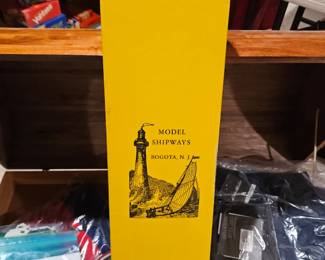 MODEL
SHIPWAYS
BOGOTA, N. J.